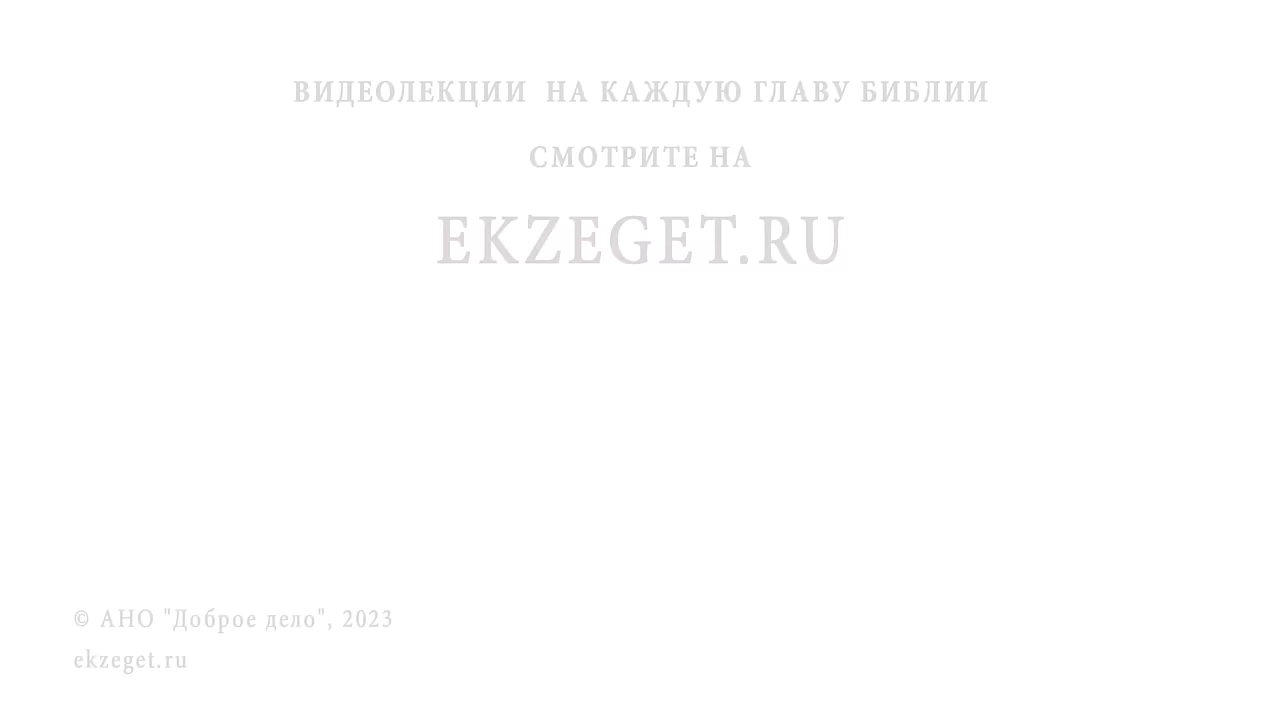 ВИДЕОЛЕКЦИИ НА КАЖДУЮ ГЛАВУ БИБЛИИ
СМОТРИТЕ НА
EKZEGET.RU
© АНО "Доброе дело", 2023
ekzeget.ru